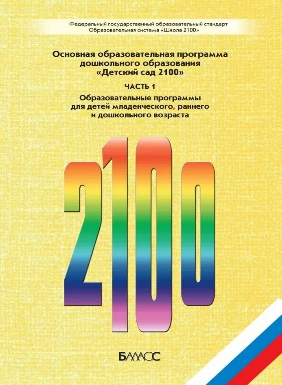 Федеральный государственный образовательный стандарт
Образовательная система «Школа 2100»
Основная образовательная программа
дошкольного образования
«Детский сад 2100»
ЧАСТЬ 1
Образовательные программы
для детей младенческого, раннего
и дошкольного возраста
2100
БАЛАСС